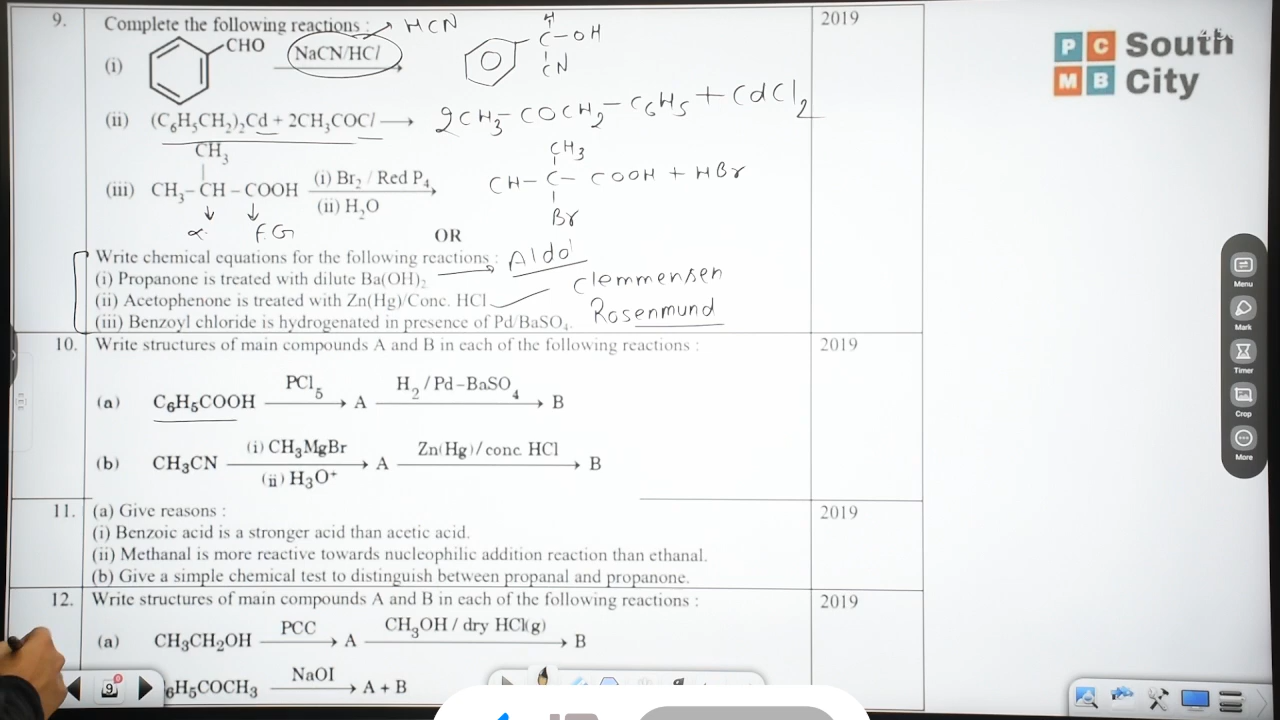 9. Complete the following reactions : → HCN 2019
(i) CHO NaCN/HCl H C-OH CN
P C M B South City
(ii) (C₆H₅CH₂)₂Cd + 2CH₃COCl → 2CH₃-COCH₂-C₆H₅ + CdCl₂
CH₃ CH₃
(iii) CH₃-CH-COOH (i) Br₂ / Red P₄ (ii) H₂O CH-C-COOH + HBr
Br
α F.G
OR
Write chemical equations for the following reactions : Aldol
(i) Propanone is treated with dilute Ba(OH)₂ Clemmensen
(ii) Acetophenone is treated with Zn(Hg)/Conc. HCl
(iii) Benzoyl chloride is hydrogenated in presence of Pd/BaSO₄. Rosenmund
10. Write structures of main compounds A and B in each of the following reactions : 2019
(a) C₆H₅COOH PCl₅ → A H₂ / Pd-BaSO₄ → B
(b) CH₃CN (i) CH₃MgBr (ii) H₃O⁺ → A Zn(Hg)/conc. HCl → B
11. (a) Give reasons : 2019
(i) Benzoic acid is a stronger acid than acetic acid.
(ii) Methanal is more reactive towards nucleophilic addition reaction than ethanal.
(b) Give a simple chemical test to distinguish between propanal and propanone.
12. Write structures of main compounds A and B in each of the following reactions : 2019
(a) CH₃CH₂OH PCC → A CH₃OH / dry HCl(g) → B
6H₅COCH₃ NaOI → A + B
9
Menu
Mark
Timer
Crop
More